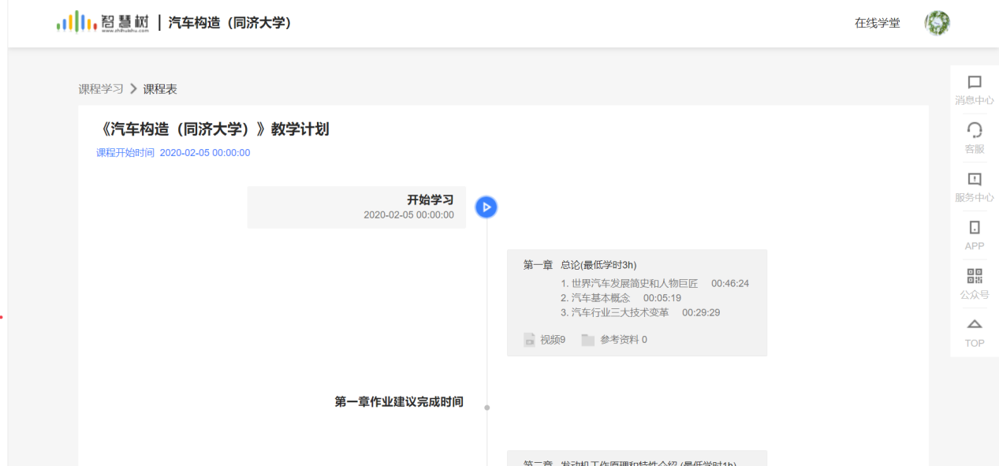 智慧树 汽车构造（同济大学） 在线学堂
www.zhihuishu.com
课程学习 课程表
《汽车构造（同济大学）》教学计划
课程开始时间 2020-02-05 00:00:00
开始学习
2020-02-05 00:00:00
第一章 总论(最低学时3h)
1. 世界汽车发展简史和人物巨匠 00:46:24
2. 汽车基本概念 00:05:19
3. 汽车行业三大技术变革 00:29:29
视频9 参考资料 0
第一章作业建议完成时间
第二章 发动机工作原理和特性介绍 (最低学时1h)
消息中心
客服
服务中心
APP
公众号
TOP